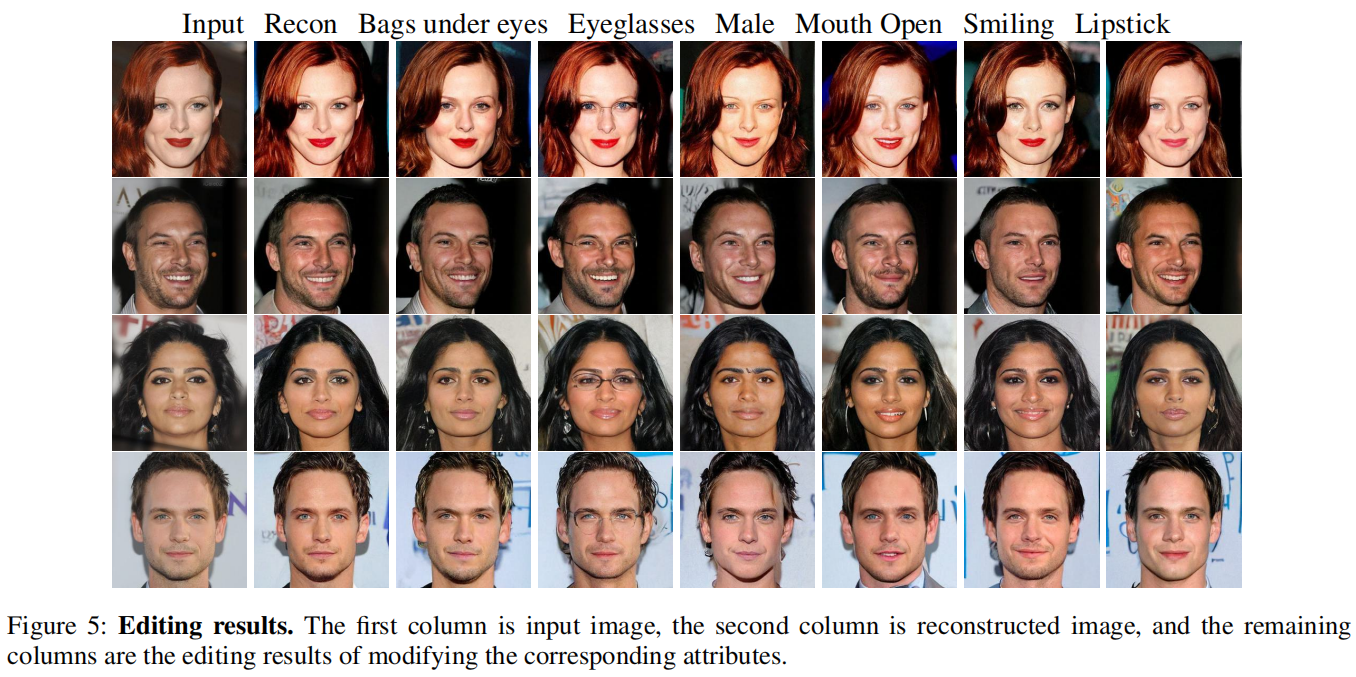 Input Recon Bags under eyes Eyeglasses Male Mouth Open Smiling Lipstick
Figure 5: Editing results. The first column is input image, the second column is reconstructed image, and the remaining
columns are the editing results of modifying the corresponding attributes.